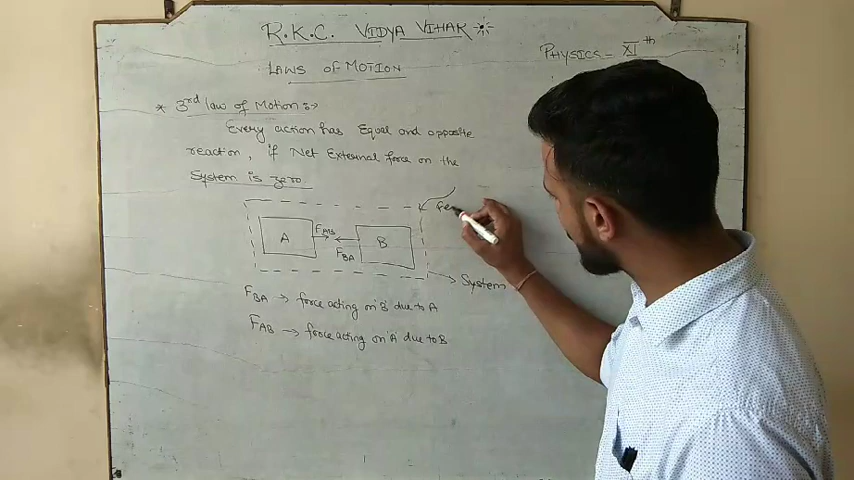 R.K.C. VIDYA VIHAR
PHYSICS - XI th
LAWS OF MOTION
* 3rd law of Motion :->
Every action has Equal and opposite
reaction, if Net External force on the
System is zero
A FAB FBA B
System
FBA -> force acting on 'B' due to A
FAB -> force acting on 'A' due to B